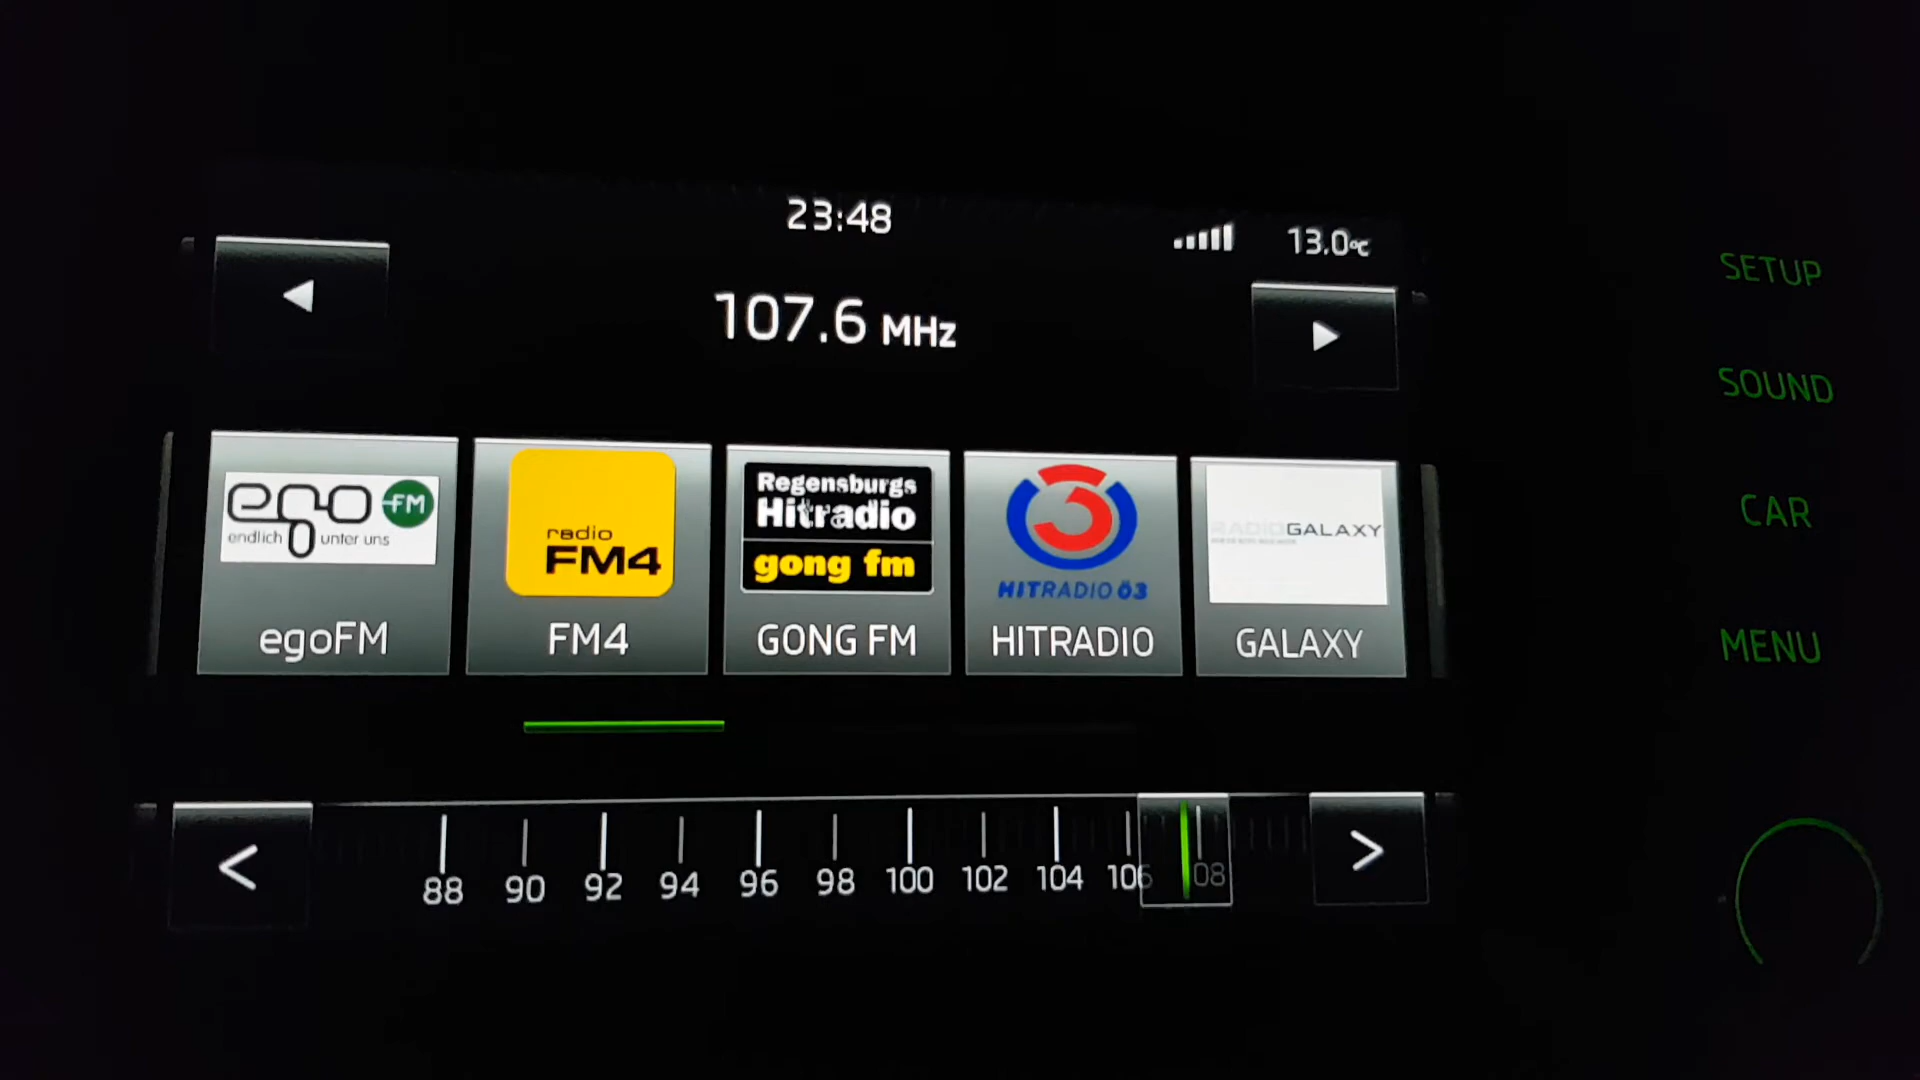 23:48
13.0°C
107.6 MHz
SETUP
SOUND
CAR
MENU
ego FM
endlich unter uns
egoFM
radio
FM4
FM4
Regensburgs
Hitradio
gong fm
GONG FM
3
HITRADIO Ö3
HITRADIO
RADIO GALAXY
GALAXY
88 90 92 94 96 98 100 102 104 106 08